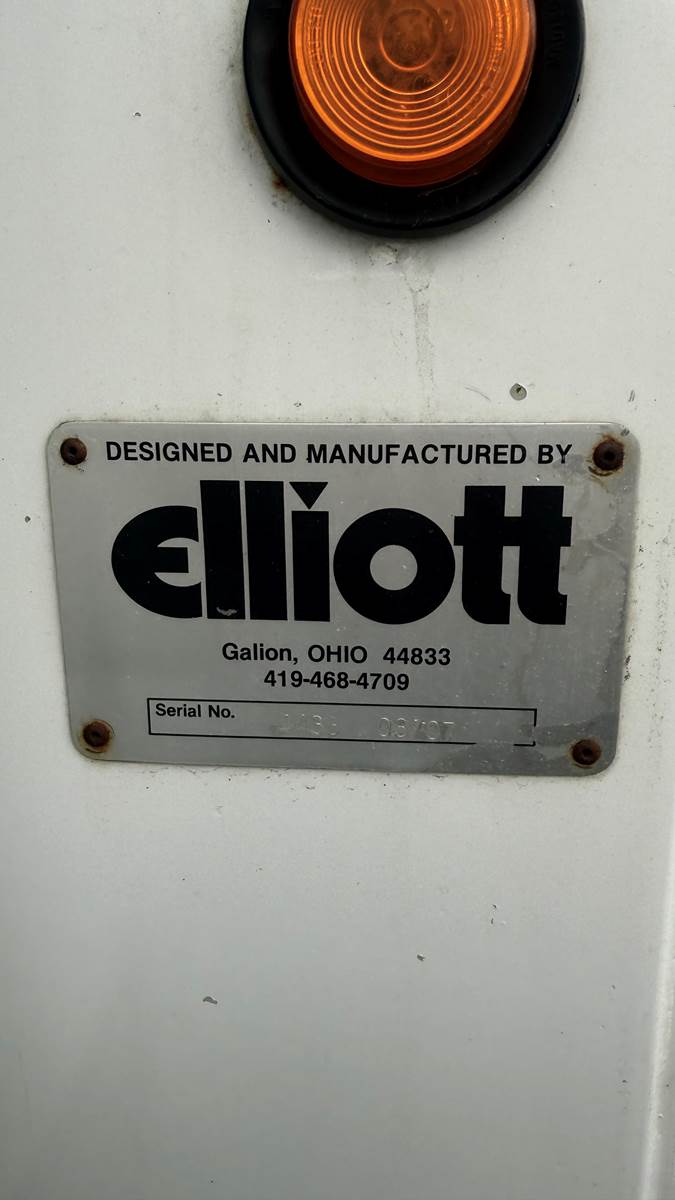 DESIGNED AND MANUFACTURED BY
elliott
Galion, OHIO 44833
419-468-4709
Serial No.